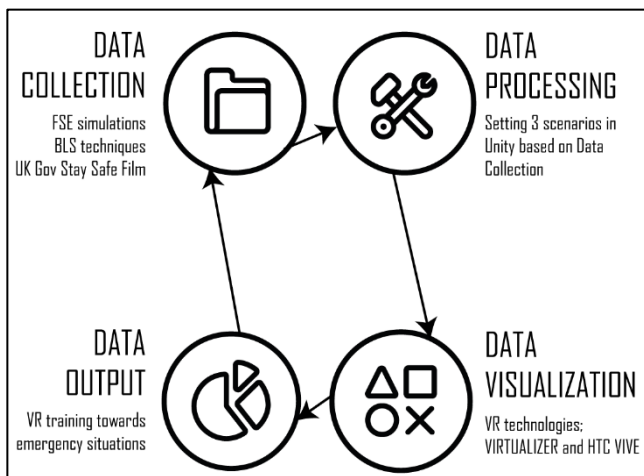 DATA
COLLECTION
FSE simulations
BLS techniques
UK Gov Stay Safe Film
DATA
PROCESSING
Setting 3 scenarios in
Unity based on Data
Collection
DATA
OUTPUT
VR training towards
emergency situations
DATA
VISUALIZATION
VR technologies;
VIRTUALIZER and HTC VIVE